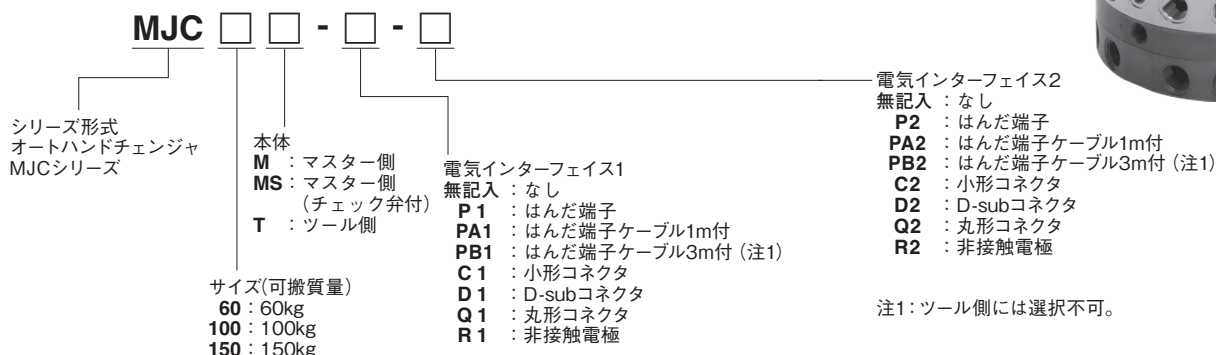 MJC □ □ - □ - □
シリーズ形式
オートハンドチェンジャ
MJCシリーズ
サイズ(可搬質量)
60：60kg
100：100kg
150：150kg
本体
M ：マスター側
MS：マスター側
（チェック弁付）
T ：ツール側
電気インターフェイス1
無記入：なし
P1 ：はんだ端子
PA1 ：はんだ端子ケーブル1m付
PB1 ：はんだ端子ケーブル3m付（注1）
C1 ：小形コネクタ
D1 ：D-subコネクタ
Q1 ：丸形コネクタ
R1 ：非接触電極
電気インターフェイス2
無記入：なし
P2 ：はんだ端子
PA2 ：はんだ端子ケーブル1m付
PB2 ：はんだ端子ケーブル3m付（注1）
C2 ：小形コネクタ
D2 ：D-subコネクタ
Q2 ：丸形コネクタ
R2 ：非接触電極
注1：ツール側には選択不可。